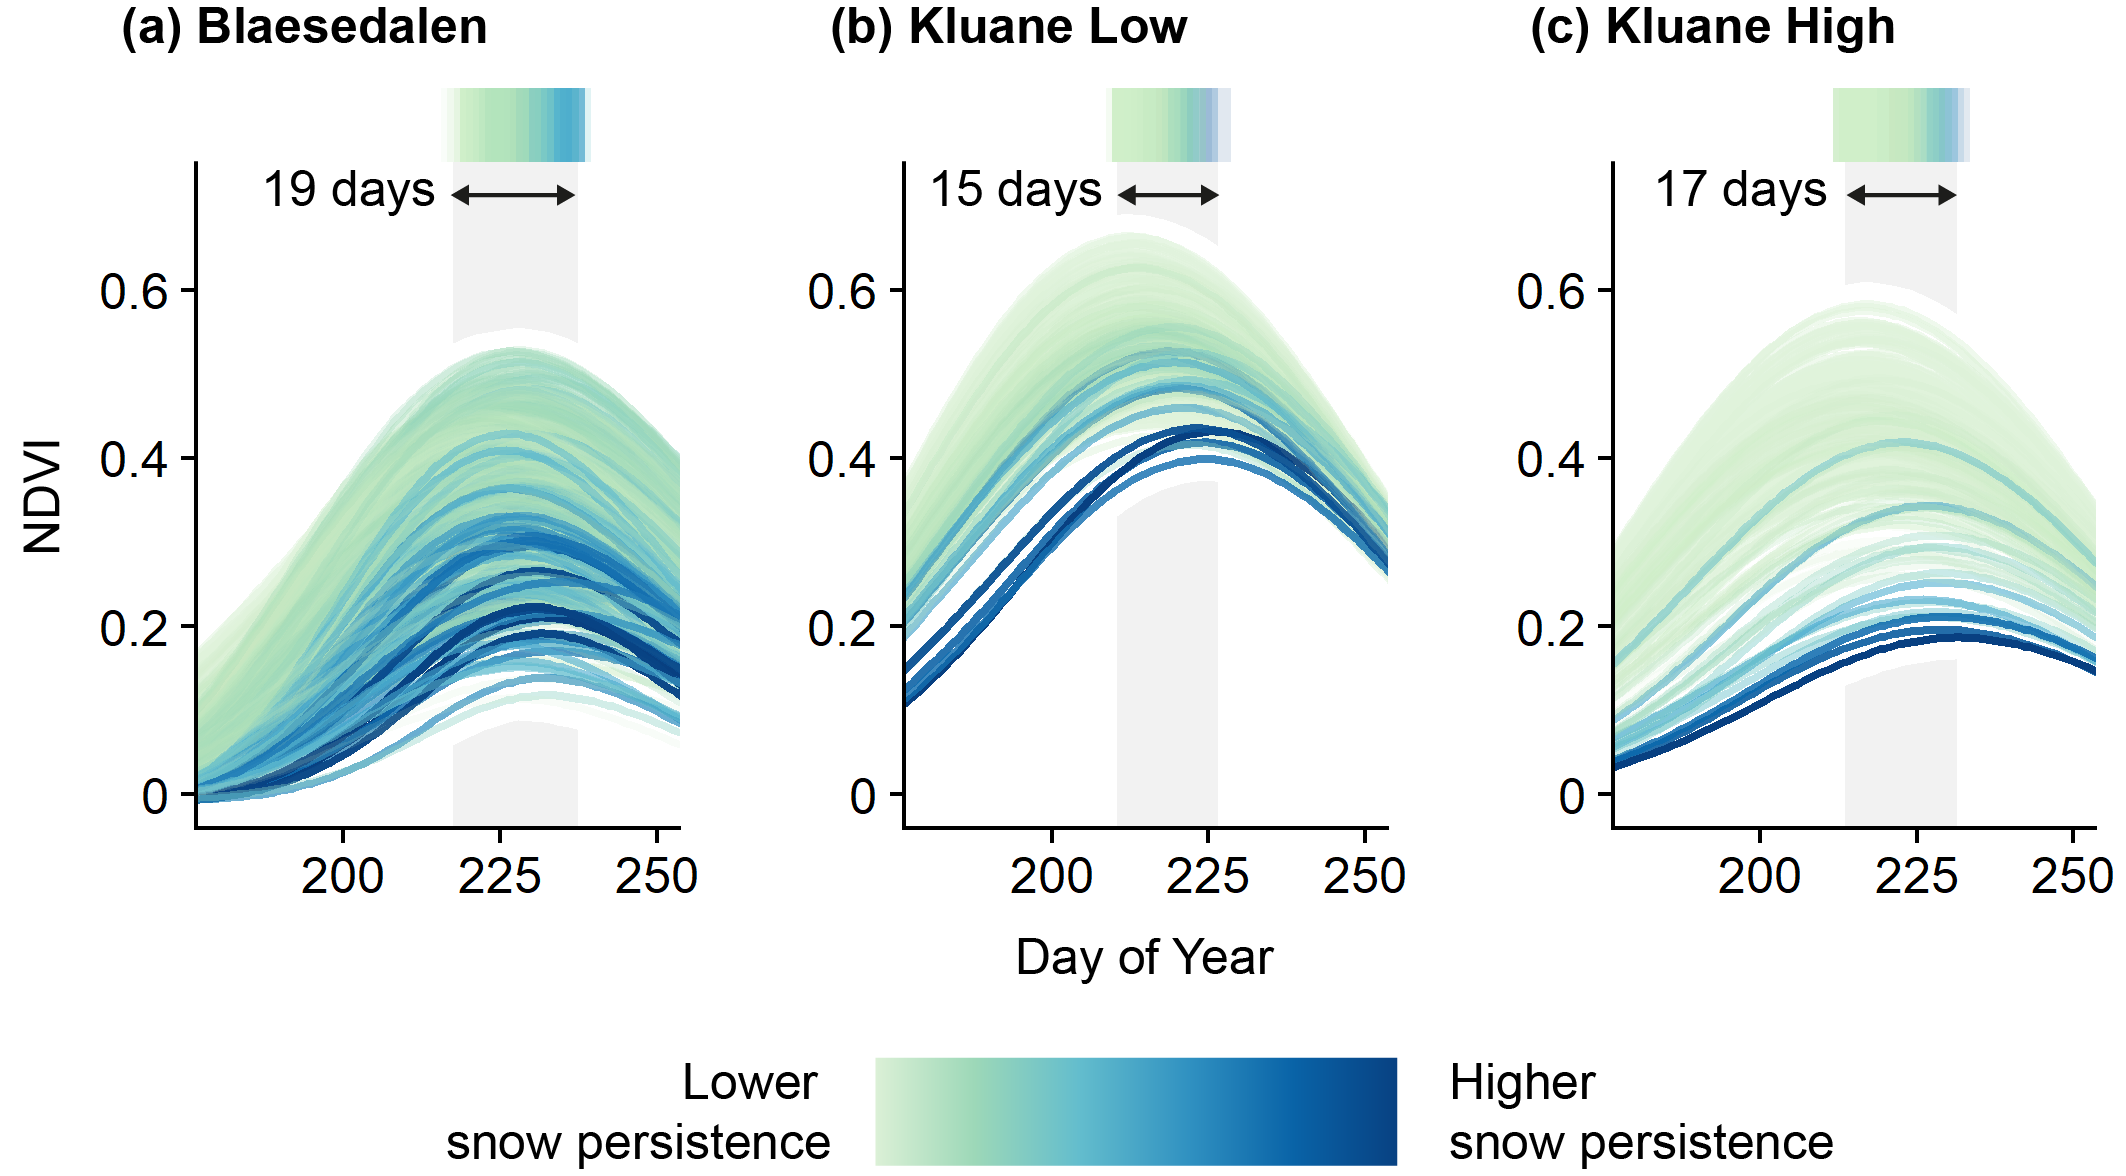 (a) Blaesedalen
(b) Kluane Low
(c) Kluane High
19 days
15 days
17 days
NDVI
0.6
0.4
0.2
0
0.6
0.4
0.2
0
0.6
0.4
0.2
0
200 225 250
200 225 250
200 225 250
Day of Year
Lower
snow persistence
Higher
snow persistence